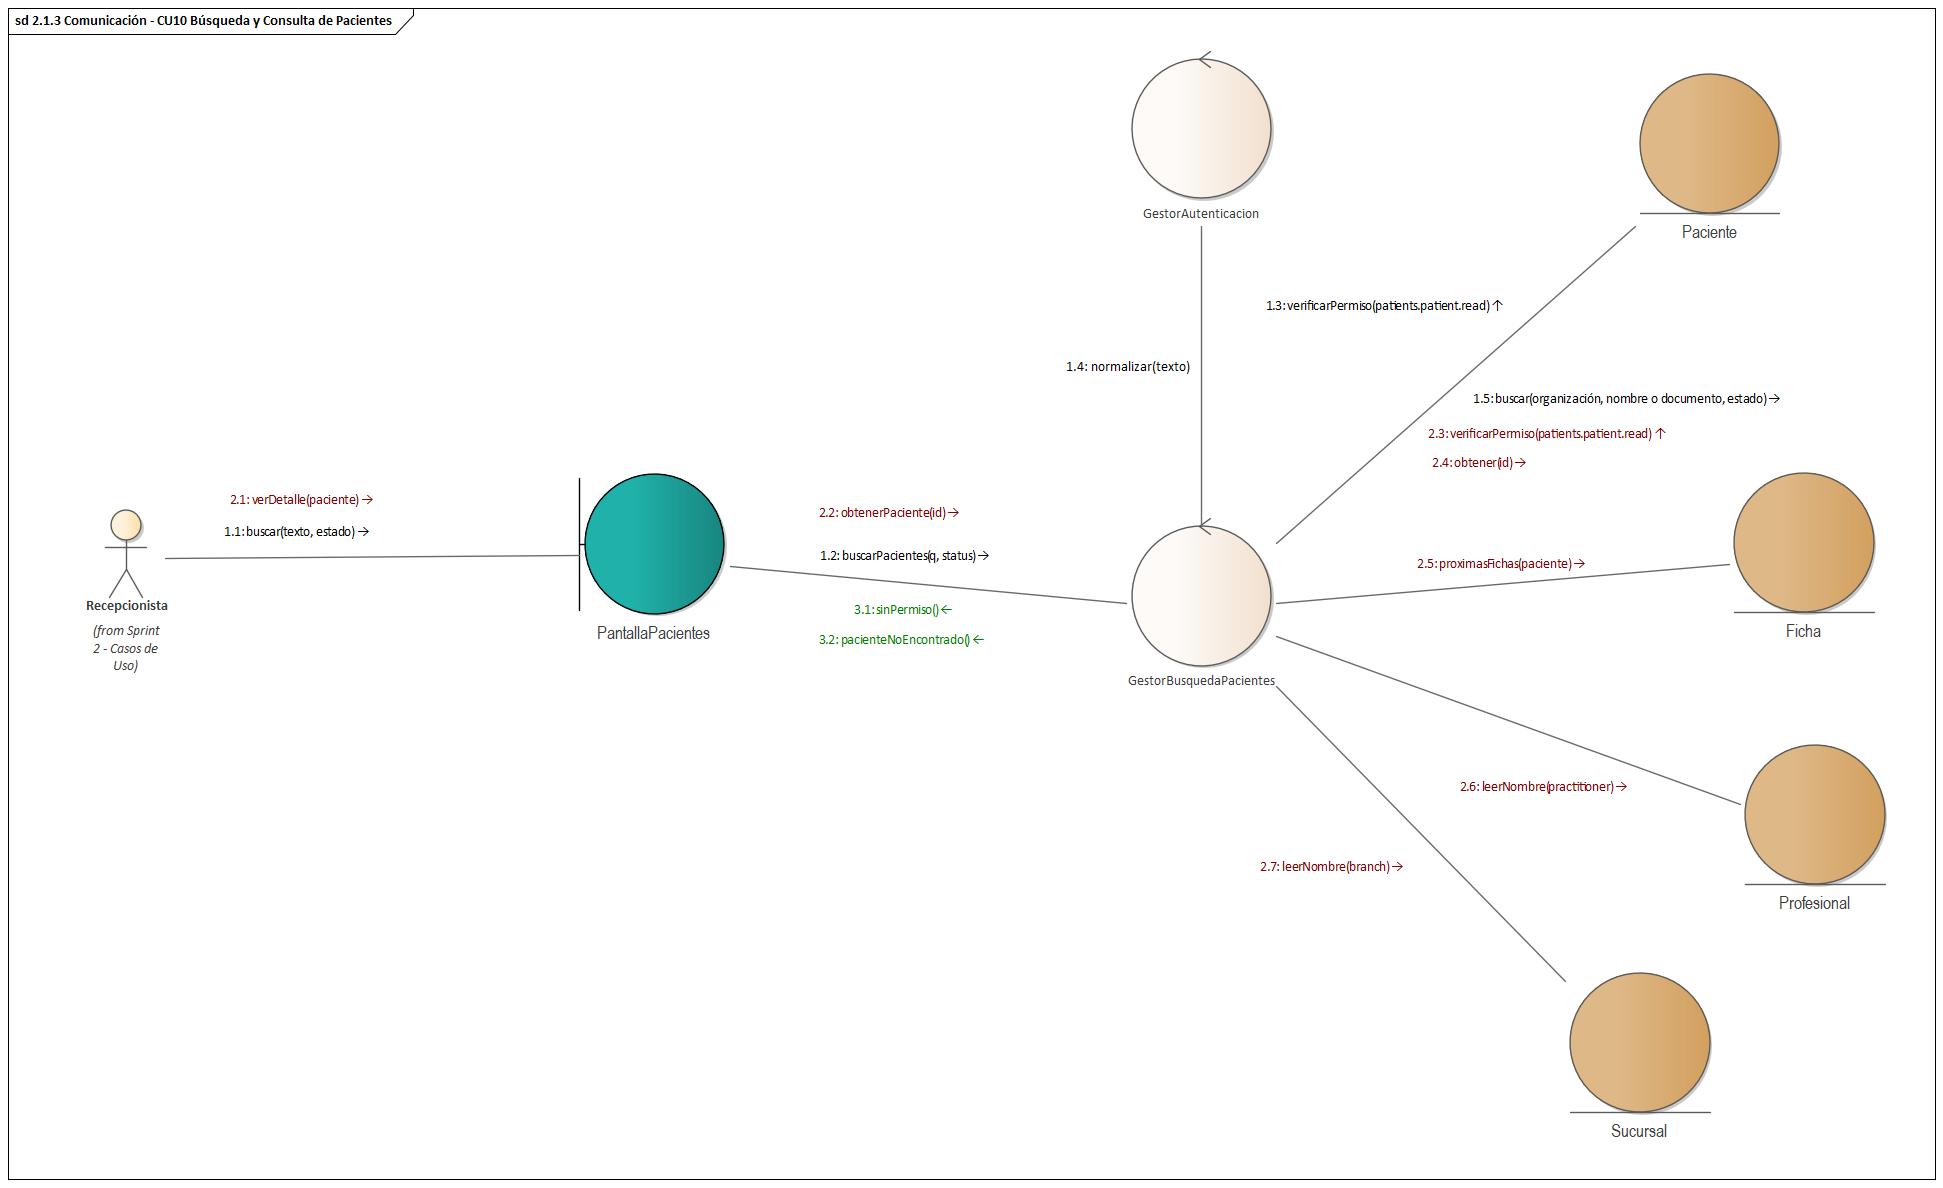 sd 2.1.3 Comunicación - CU10 Búsqueda y Consulta de Pacientes
GestorAutenticacion
Paciente
1.3: verificarPermiso(patients.patient.read)↑
1.4: normalizar(texto)
1.5: buscar(organización, nombre o documento, estado)→
2.3: verificarPermiso(patients.patient.read) ↑
2.4: obtener(id)→
2.1: verDetalle(paciente)→
1.1: buscar(texto, estado)→
2.2: obtenerPaciente(id)→
1.2: buscarPacientes(q, status)→
3.1: sinPermiso()←
3.2: pacienteNoEncontrado()←
2.5: proximasFichas(paciente)→
Recepcionista
(from Sprint
2 - Casos de
Uso)
PantallaPacientes
Ficha
GestorBusquedaPacientes
2.6: leerNombre(practitioner)→
2.7: leerNombre(branch)→
Profesional
Sucursal